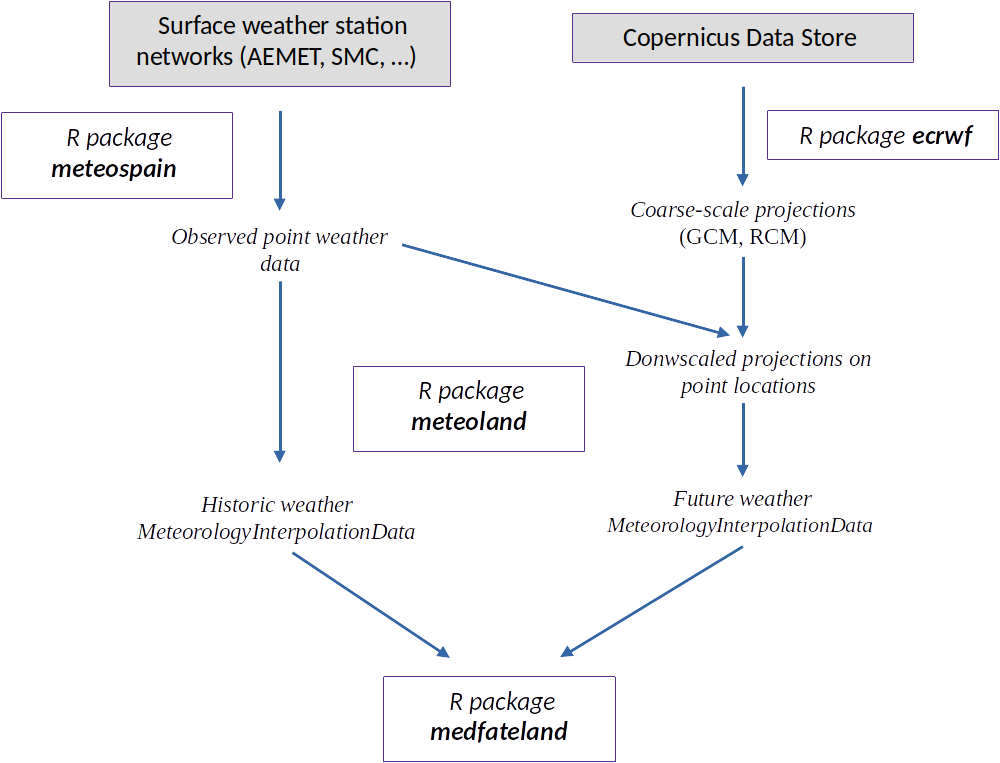 Surface weather station
networks (AEMET, SMC, ...)
Copernicus Data Store
R package
meteospain
R package ecrwf
Observed point weather
data
Coarse-scale projections
(GCM, RCM)
Donwscaled projections on
point locations
R package
meteoland
Historic weather
MeteorologyInterpolationData
Future weather
MeteorologyInterpolationData
R package
medfateland